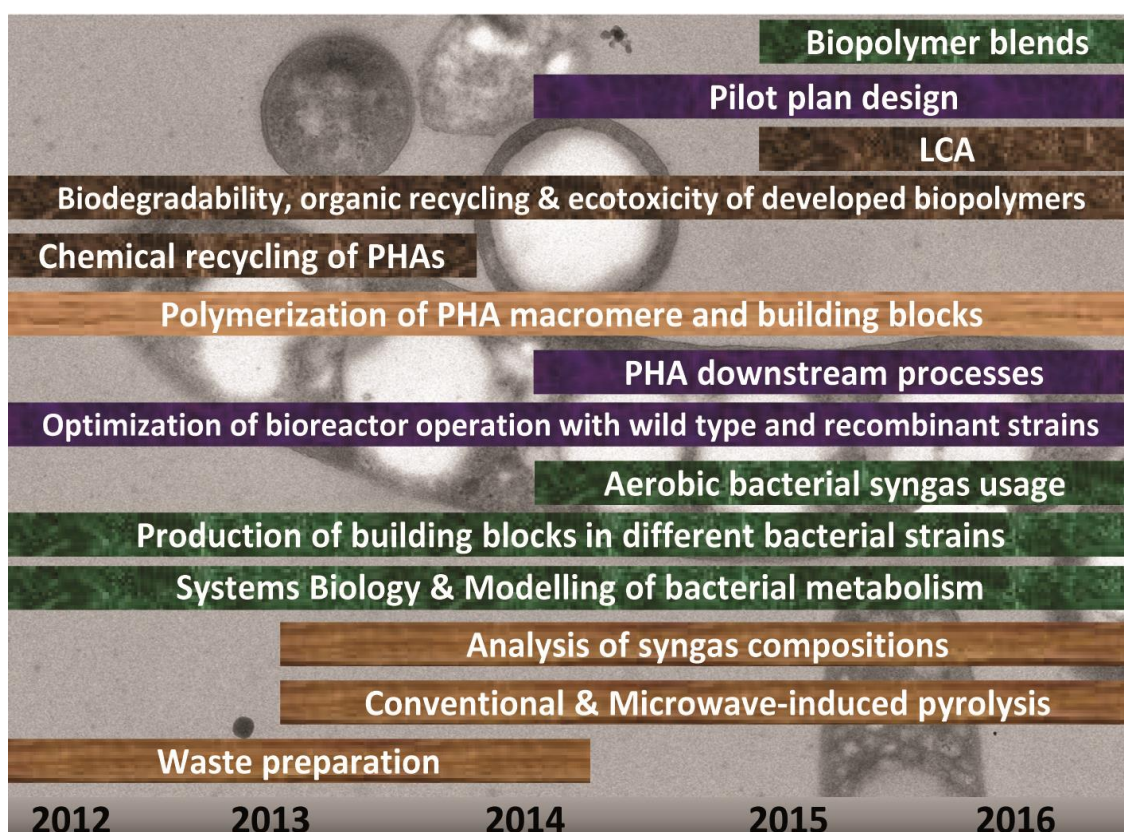 Biopolymer blends
Pilot plan design
LCA
Biodegradability, organic recycling & ecotoxicity of developed biopolymers
Chemical recycling of PHAs
Polymerization of PHA macromere and building blocks
PHA downstream processes
Optimization of bioreactor operation with wild type and recombinant strains
Aerobic bacterial syngas usage
Production of building blocks in different bacterial strains
Systems Biology & Modelling of bacterial metabolism
Analysis of syngas compositions
Conventional & Microwave-induced pyrolysis
Waste preparation
2012 2013 2014 2015 2016